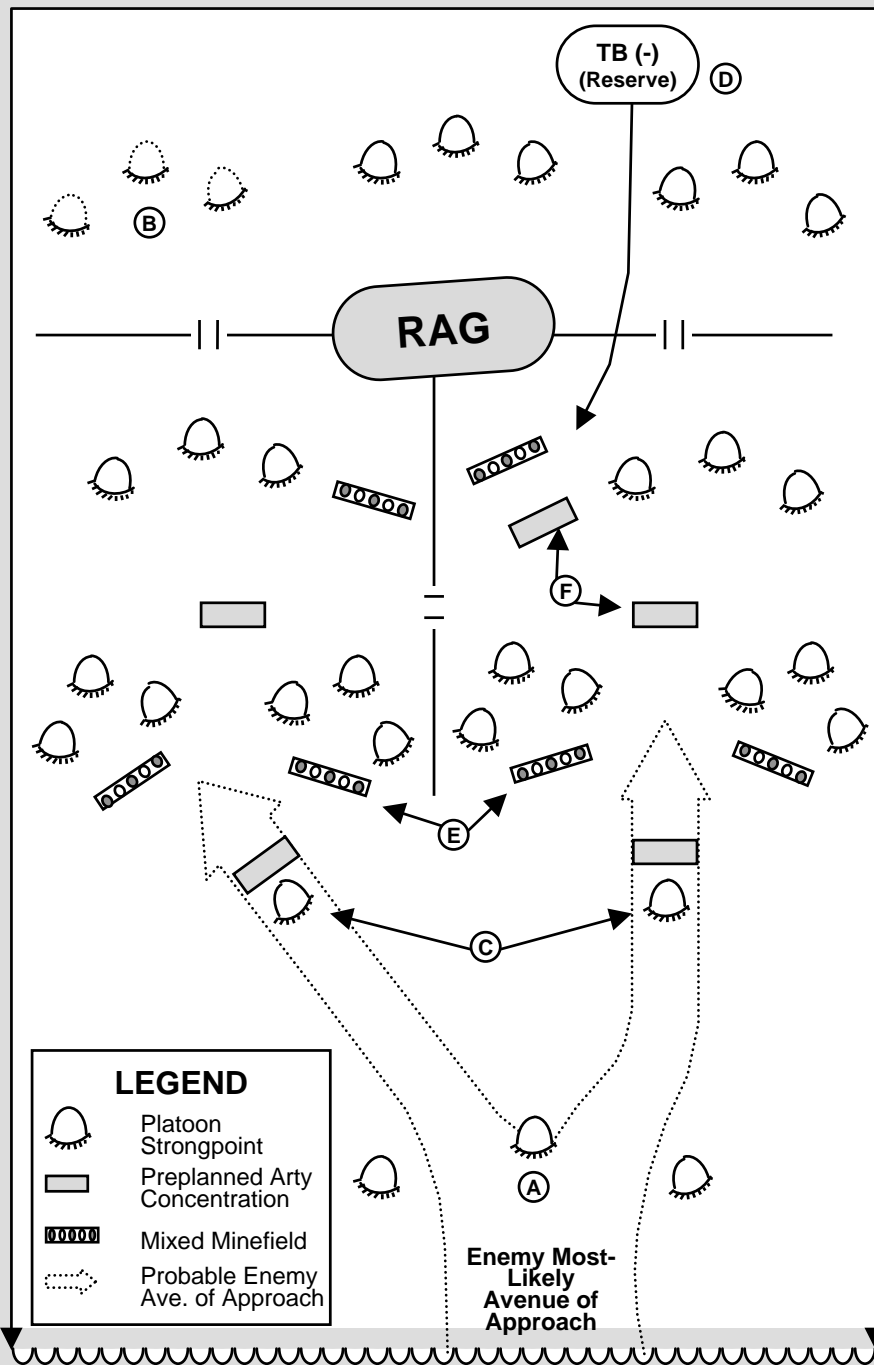 TB (-)
(Reserve)
D
B
RAG
F
E
C
A
LEGEND
Platoon
Strongpoint
Preplanned Arty
Concentration
Mixed Minefield
Probable Enemy
Ave. of Approach
Enemy Most-
Likely
Avenue of
Approach